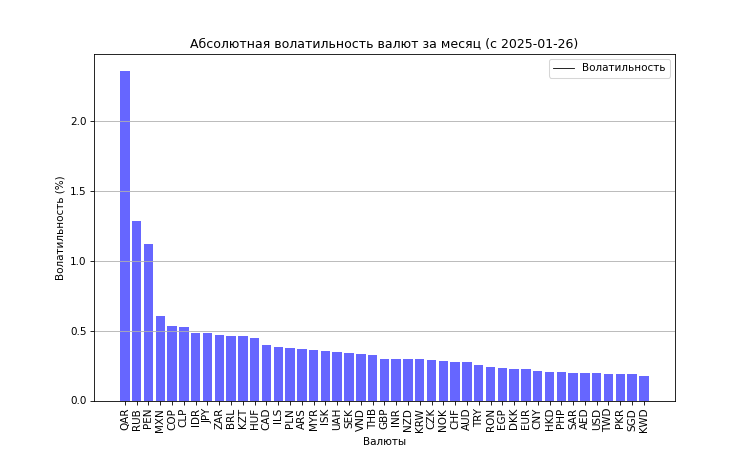 Абсолютная волатильность валют за месяц (с 2025-01-26)
Волатильность
Волатильность (%)
2.0
1.5
1.0
0.5
0.0
QAR RUB PEN MXN COP CLP IDR JPY ZAR BRL KZT HUF CAD ILS PLN ARS MYR ISK UAH SEK VND THB GBP INR NZD KRW CZK NOK CHF AUD TRY RON EGP DKK EUR CNY HKD PHP SAR AED USD TWD PKR SGD KWD
Валюты